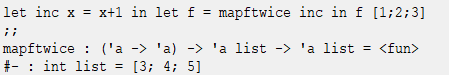 let inc x = x+1 in let f = mapftwice inc in f [1;2;3]
;;
mapftwice : ('a -> 'a) -> 'a list -> 'a list = <fun>
#- : int list = [3; 4; 5]